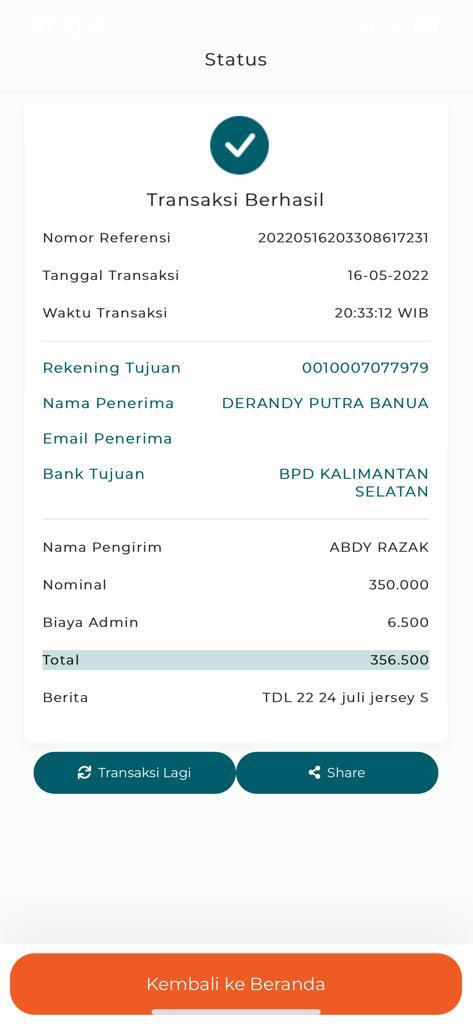 Status
Transaksi Berhasil
Nomor Referensi 20220516203308617231
Tanggal Transaksi 16-05-2022
Waktu Transaksi 20:33:12 WIB
Rekening Tujuan 0010007077979
Nama Penerima DERANDY PUTRA BANUA
Email Penerima
Bank Tujuan BPD KALIMANTAN
SELATAN
Nama Pengirim ABDY RAZAK
Nominal 350.000
Biaya Admin 6.500
Total 356.500
Berita TDL 22 24 juli jersey S
Transaksi Lagi Share
Kembali ke Beranda